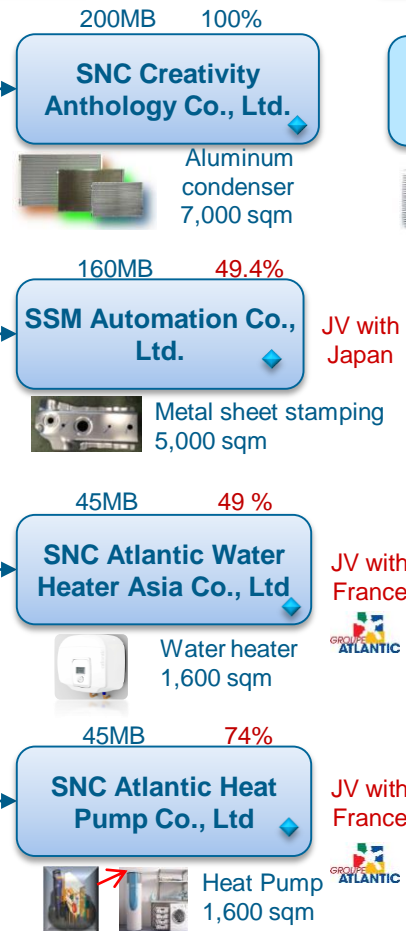 200MB 100%
SNC Creativity
Anthology Co., Ltd.
Aluminum
condenser
7,000 sqm
160MB 49.4%
SSM Automation Co.,
Ltd.
JV with
Japan
Metal sheet stamping
5,000 sqm
45MB 49 %
SNC Atlantic Water
Heater Asia Co., Ltd
JV with
France
GROUPE
ATLANTIC
Water heater
1,600 sqm
45MB 74%
SNC Atlantic Heat
Pump Co., Ltd
JV with
France
GROUPE
ATLANTIC
Heat Pump
1,600 sqm